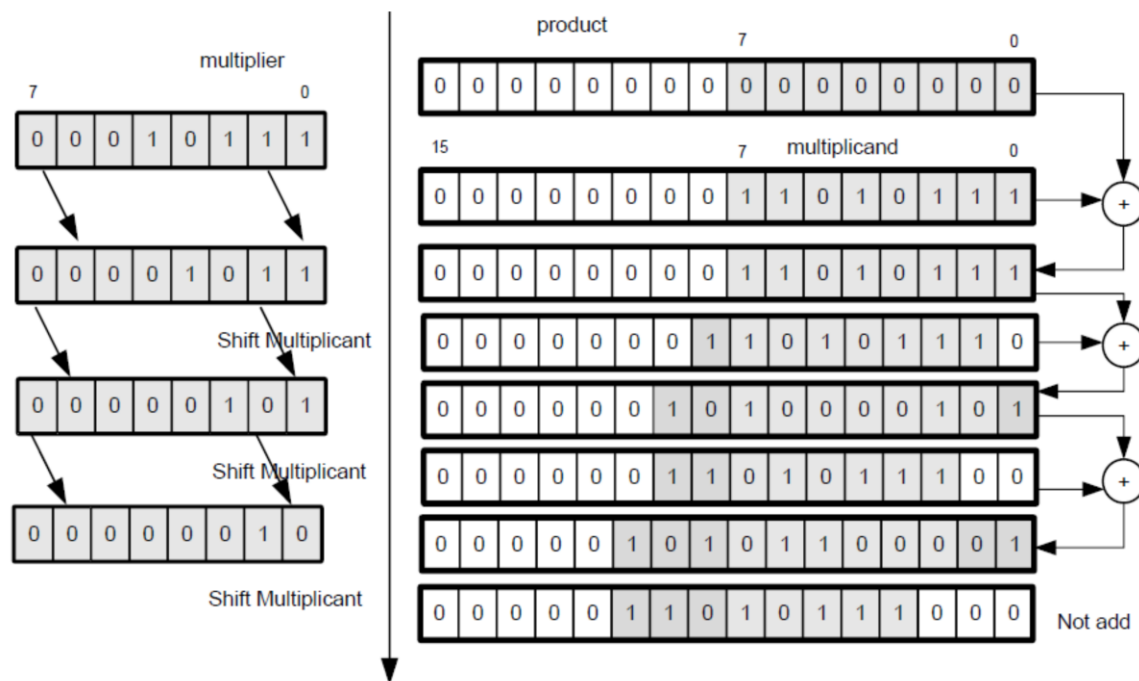 product
7 0
multiplier
7 0
0 0 0 0 0 0 0 0 0 0 0 0 0 0 0 0
0 0 0 1 0 1 1 1
15 7 multiplicand 0
0 0 0 0 0 0 0 0 1 1 0 1 0 1 1 1
+
0 0 0 0 1 0 1 1
0 0 0 0 0 0 0 0 1 1 0 1 0 1 1 1
Shift Multiplicant
0 0 0 0 0 0 0 1 1 0 1 0 1 1 1 0
+
0 0 0 0 0 1 0 1
0 0 0 0 0 0 1 0 1 0 0 0 0 1 0 1
Shift Multiplicant
0 0 0 0 0 0 1 1 0 1 0 1 1 1 0 0
+
0 0 0 0 0 0 1 0
0 0 0 0 0 1 0 1 0 1 1 0 0 0 0 1
Shift Multiplicant
0 0 0 0 0 1 1 0 1 0 1 1 1 0 0 0
Not add